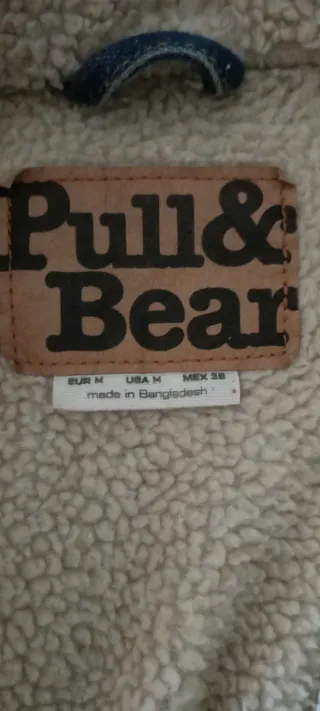 Pull&
Bear
EUR M USA M MEX 38
made in Bangladesh